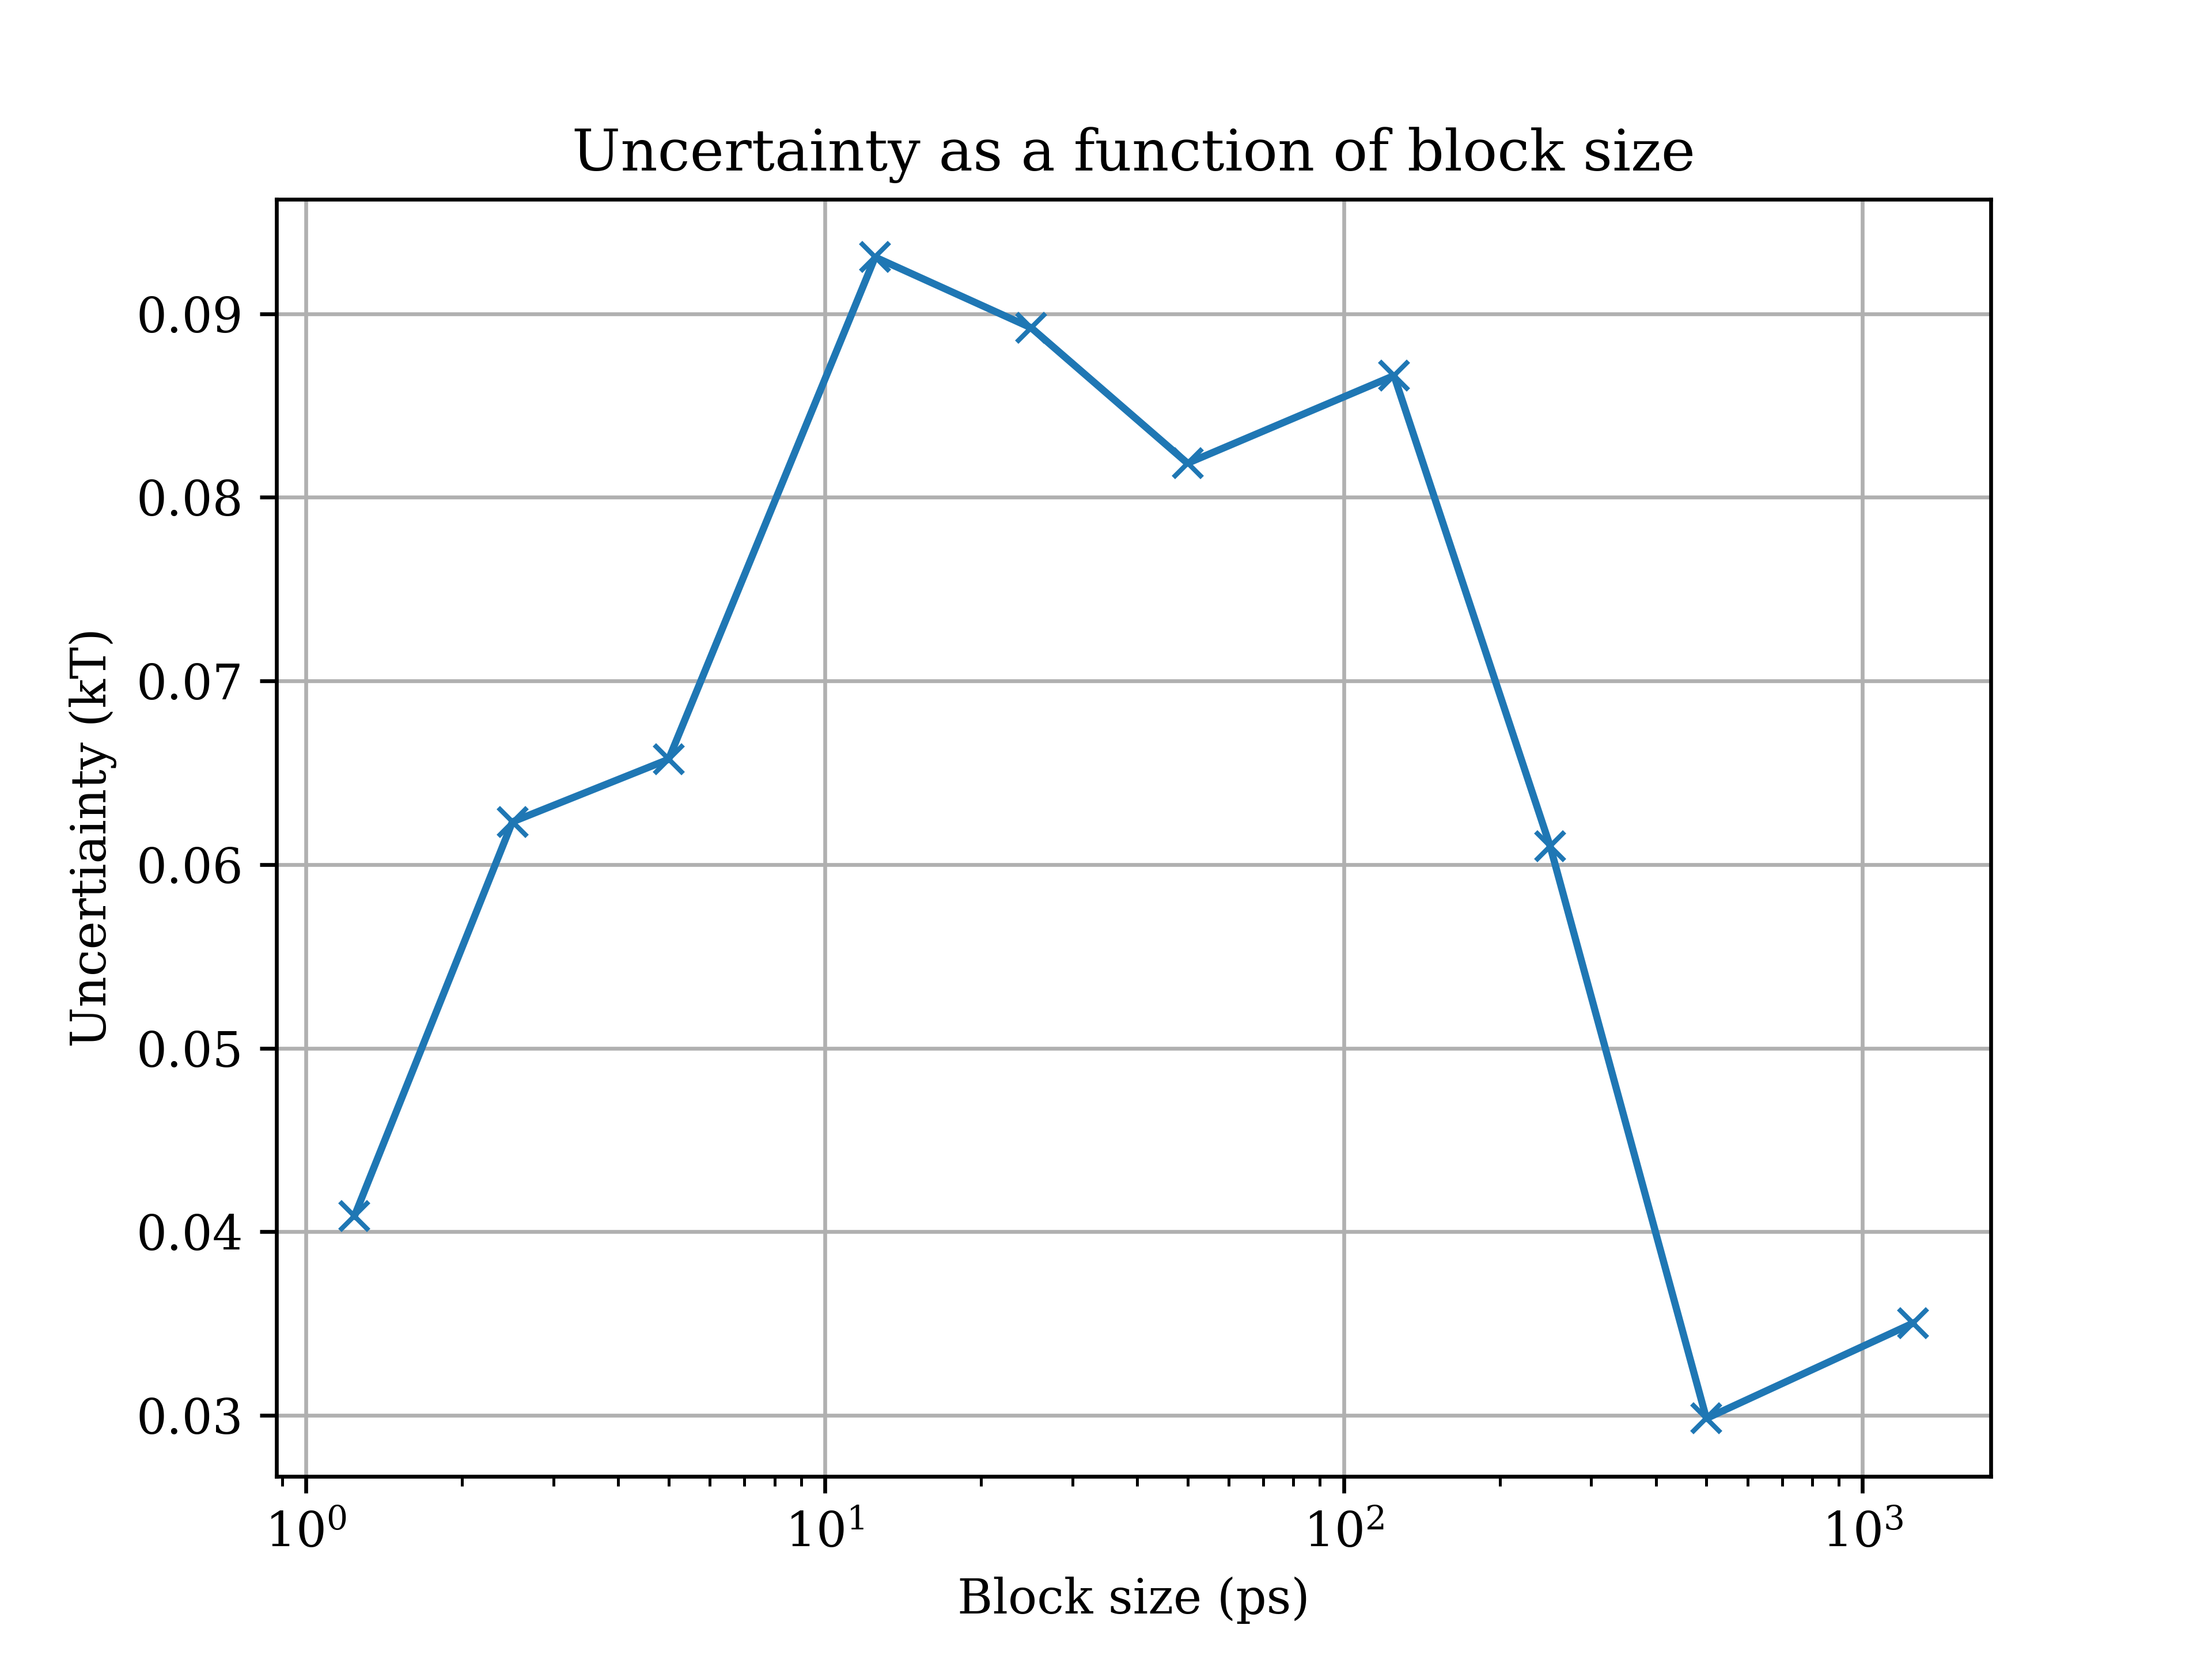 Uncertainty as a function of block size
0.09
0.08
0.07
0.06
0.05
0.04
0.03
Uncertiainty (kT)
10⁰ 10¹ 10² 10³
Block size (ps)